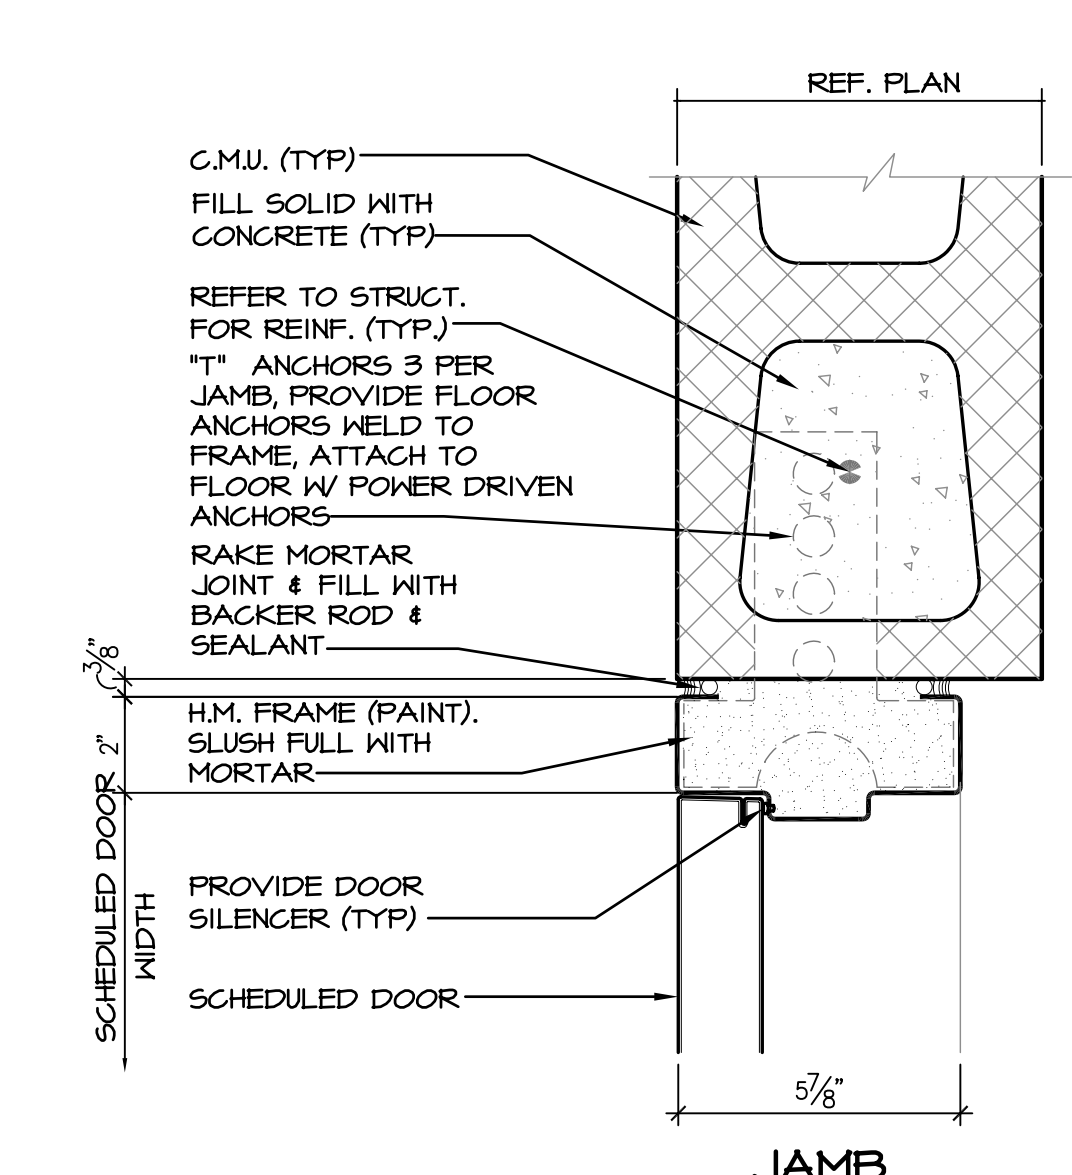 REF. PLAN
C.M.U. (TYP)
FILL SOLID WITH
CONCRETE (TYP)
REFER TO STRUCT.
FOR REINF. (TYP.)
"T" ANCHORS 3 PER
JAMB, PROVIDE FLOOR
ANCHORS WELD TO
FRAME, ATTACH TO
FLOOR W/ POWER DRIVEN
ANCHORS
RAKE MORTAR
JOINT & FILL WITH
BACKER ROD &
SEALANT
3/8"
H.M. FRAME (PAINT).
SLUSH FULL WITH
MORTAR
2"
SCHEDULED DOOR
WIDTH
PROVIDE DOOR
SILENCER (TYP)
SCHEDULED DOOR
5 7/8"
JAMB